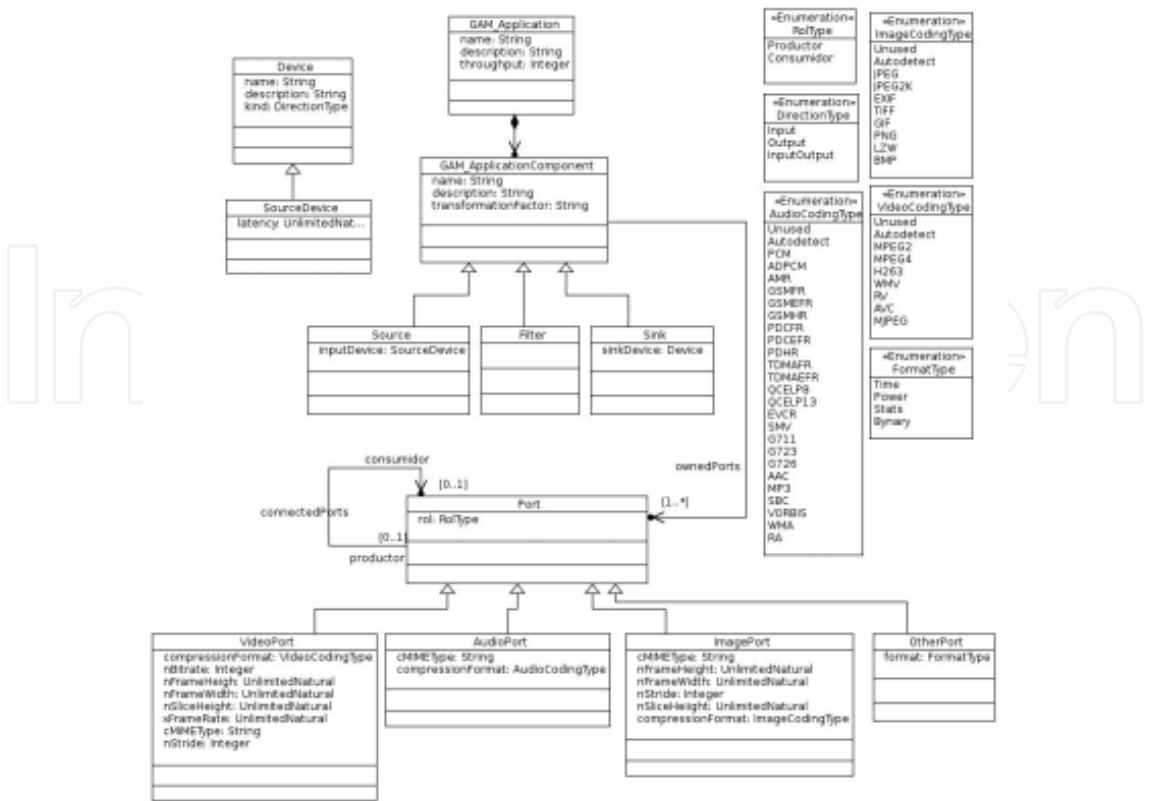 GAM_Application
name: String
description: String
throughput: Integer
Device
name: String
description: String
kind: DirectionType
SourceDevice
latency: UnlimitedNat...
GAM_ApplicationComponent
name: String
description: String
transformationFactor: String
Source
inputDevice: SourceDevice
Filter
Sink
sinkDevice: Device
«Enumeration»
RolType
Productor
Consumidor
«Enumeration»
DirectionType
Input
Output
InputOutput
«Enumeration»
AudioCodingType
Unused
Autodetect
PCM
ADPCM
AMR
GSMFR
GSMEFR
GSMHR
PDCFR
PDCEFR
PDHR
TDMAFR
TDMAEFR
QCELP8
QCELP13
EVCR
SMV
G711
G723
G726
AAC
MP3
SBC
VORBIS
WMA
RA
«Enumeration»
ImageCodingType
Unused
Autodetect
JPEG
JPEG2K
EXIF
TIFF
GIF
PNG
LZW
BMP
«Enumeration»
VideoCodingType
Unused
Autodetect
MPEG2
MPEG4
H263
WMV
RV
AVC
MJPEG
«Enumeration»
FormatType
Time
Power
Stats
Bynary
consumidor
[0..1]
connectedPorts
[0..1]
productor
ownedPorts
[1..*]
Port
rol: RolType
VideoPort
compressionFormat: VideoCodingType
nBitrate: Integer
nFrameHeigh: UnlimitedNatural
nFrameWidth: UnlimitedNatural
nSliceHeight: UnlimitedNatural
xFrameRate: UnlimitedNatural
cMIMEType: String
nStride: Integer
AudioPort
cMIMEType: String
compressionFormat: AudioCodingType
ImagePort
cMIMEType: String
nFrameHeight: UnlimitedNatural
nFrameWidth: UnlimitedNatural
nStride: Integer
nSliceHeight: UnlimitedNatural
compressionFormat: ImageCodingType
OtherPort
format: FormatType